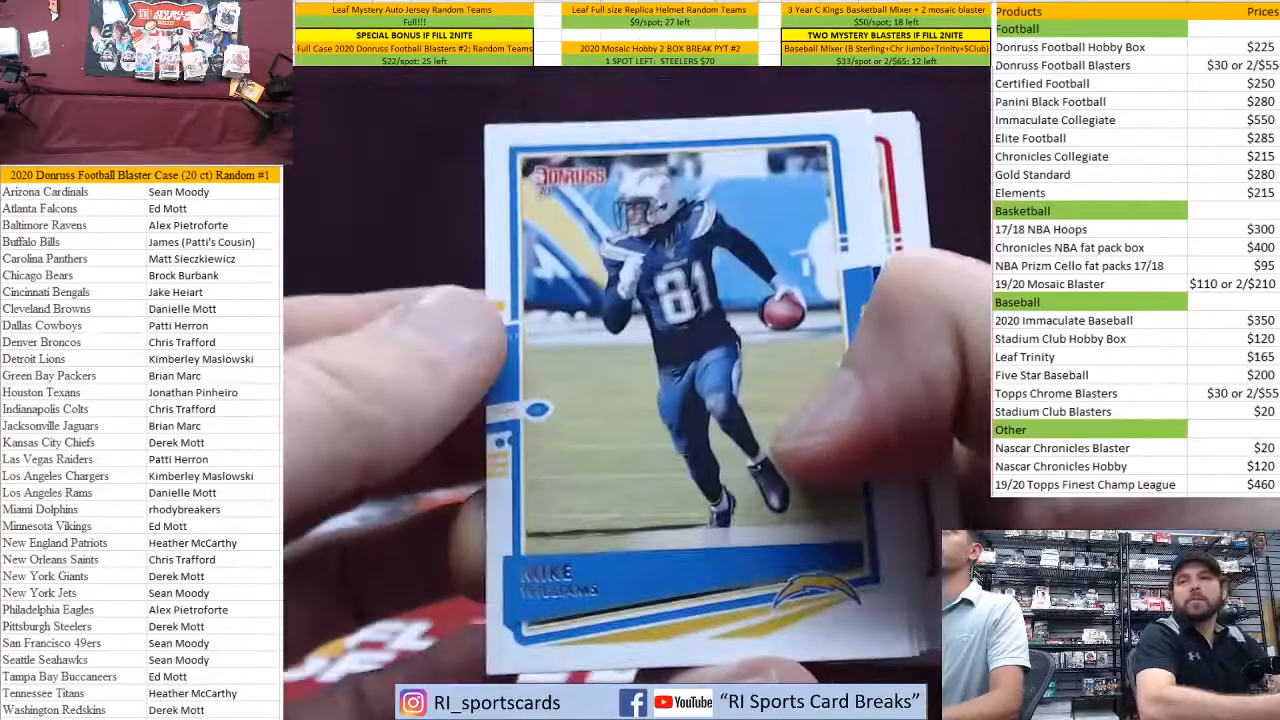 Leaf Mystery Auto Jersey Random Teams
Full!!!
SPECIAL BONUS IF FILL 2NITE
Full Case 2020 Donruss Football Blasters #2; Random Teams
$22/spot: 25 left
Leaf Full size Replica Helmet Random Teams
$9/spot; 27 left
2020 Mosaic Hobby 2 BOX BREAK PYT #2
1 SPOT LEFT: STEELERS $70
3 Year C Kings Basketball Mixer + 2 mosaic blaster
$50/spot; 18 left
TWO MYSTERY BLASTERS IF FILL 2NITE
Baseball Mixer (B Sterling+Chr Jumbo+Trinity+SClub)
$33/spot or 2/$65; 12 left
Products Prices
Football
Donruss Football Hobby Box $225
Donruss Football Blasters $30 or 2/$55
Certified Football $250
Panini Black Football $280
Immaculate Collegiate $550
Elite Football $285
Chronicles Collegiate $215
Gold Standard $280
Elements $215
Basketball
17/18 NBA Hoops $300
Chronicles NBA fat pack box $400
NBA Prizm Cello fat packs 17/18 $95
19/20 Mosaic Blaster $110 or 2/$210
Baseball
2020 Immaculate Baseball $350
Stadium Club Hobby Box $120
Leaf Trinity $165
Five Star Baseball $200
Topps Chrome Blasters $30 or 2/$55
Stadium Club Blasters $20
Other
Nascar Chronicles Blaster $20
Nascar Chronicles Hobby $120
19/20 Topps Finest Champ League $460
2020 Donruss Football Blaster Case (20 ct) Random #1
Arizona Cardinals Sean Moody
Atlanta Falcons Ed Mott
Baltimore Ravens Alex Pietroforte
Buffalo Bills James (Patti's Cousin)
Carolina Panthers Matt Sieczkiewicz
Chicago Bears Brock Burbank
Cincinnati Bengals Jake Heiart
Cleveland Browns Danielle Mott
Dallas Cowboys Patti Herron
Denver Broncos Chris Trafford
Detroit Lions Kimberley Maslowski
Green Bay Packers Brian Marc
Houston Texans Jonathan Pinheiro
Indianapolis Colts Chris Trafford
Jacksonville Jaguars Brian Marc
Kansas City Chiefs Derek Mott
Las Vegas Raiders Patti Herron
Los Angeles Chargers Kimberley Maslowski
Los Angeles Rams Danielle Mott
Miami Dolphins rhodybreakers
Minnesota Vikings Ed Mott
New England Patriots Heather McCarthy
New Orleans Saints Chris Trafford
New York Giants Derek Mott
New York Jets Sean Moody
Philadelphia Eagles Alex Pietroforte
Pittsburgh Steelers Derek Mott
San Francisco 49ers Sean Moody
Seattle Seahawks Sean Moody
Tampa Bay Buccaneers Ed Mott
Tennessee Titans Heather McCarthy
Washington Redskins Derek Mott
DONRUSS
81
MIKE
WILLIAMS
RI_sportscards
YouTube "RI Sports Card Breaks"